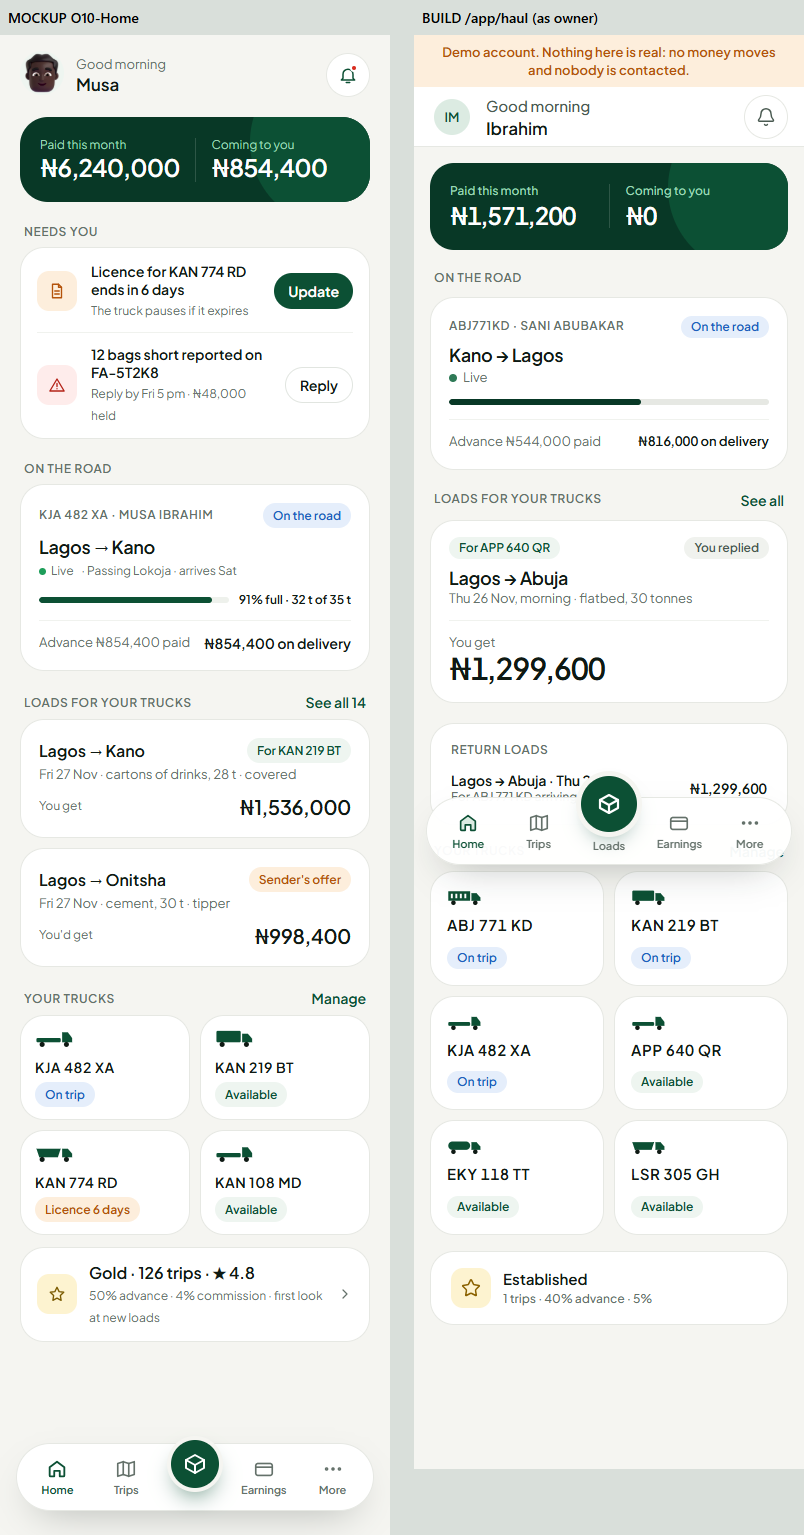 MOCKUP O10-Home
Good morning
Musa
Paid this month
₦6,240,000
Coming to you
₦854,400
NEEDS YOU
Licence for KAN 774 RD
ends in 6 days
The truck pauses if it expires
Update
12 bags short reported on
FA-5T2K8
Reply by Fri 5 pm · ₦48,000
held
Reply
ON THE ROAD
KJA 482 XA · MUSA IBRAHIM
On the road
Lagos → Kano
Live · Passing Lokoja · arrives Sat
91% full · 32 t of 35 t
Advance ₦854,400 paid
₦854,400 on delivery
LOADS FOR YOUR TRUCKS
See all 14
Lagos → Kano
For KAN 219 BT
Fri 27 Nov · cartons of drinks, 28 t · covered
You get
₦1,536,000
Lagos → Onitsha
Sender's offer
Fri 27 Nov · cement, 30 t · tipper
You'd get
₦998,400
YOUR TRUCKS
Manage
KJA 482 XA
On trip
KAN 219 BT
Available
KAN 774 RD
Licence 6 days
KAN 108 MD
Available
Gold · 126 trips · ★ 4.8
50% advance · 4% commission · first look
at new loads
Home
Trips
Earnings
More
BUILD /app/haul (as owner)
Demo account. Nothing here is real: no money moves
and nobody is contacted.
IM
Good morning
Ibrahim
Paid this month
₦1,571,200
Coming to you
₦0
ON THE ROAD
ABJ771KD · SANI ABUBAKAR
On the road
Kano → Lagos
Live
Advance ₦544,000 paid
₦816,000 on delivery
LOADS FOR YOUR TRUCKS
See all
For APP 640 QR
You replied
Lagos → Abuja
Thu 26 Nov, morning · flatbed, 30 tonnes
You get
₦1,299,600
RETURN LOADS
Lagos → Abuja · Thu
₦1,299,600
For ABJ771KD arriving
Home
Trips
Loads
Earnings
More
Manage
ABJ 771 KD
On trip
KAN 219 BT
On trip
KJA 482 XA
On trip
APP 640 QR
Available
EKY 118 TT
Available
LSR 305 GH
Available
Established
1 trips · 40% advance · 5%